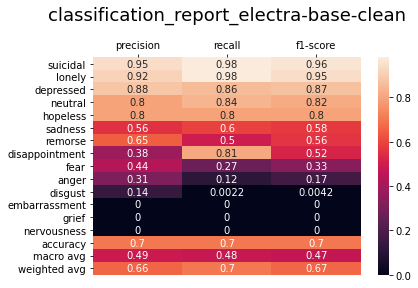 classification_report_electra-base-clean
precision recall f1-score
suicidal 0.95 0.98 0.96
lonely 0.92 0.98 0.95
depressed 0.88 0.86 0.87
neutral 0.8 0.84 0.82
hopeless 0.8 0.8 0.8
sadness 0.56 0.6 0.58
remorse 0.65 0.5 0.56
disappointment 0.38 0.81 0.52
fear 0.44 0.27 0.33
anger 0.31 0.12 0.17
disgust 0.14 0.0022 0.0042
embarrassment 0 0 0
grief 0 0 0
nervousness 0 0 0
accuracy 0.7 0.7 0.7
macro avg 0.49 0.48 0.47
weighted avg 0.66 0.7 0.67
0.8
0.6
0.4
0.2
0.0